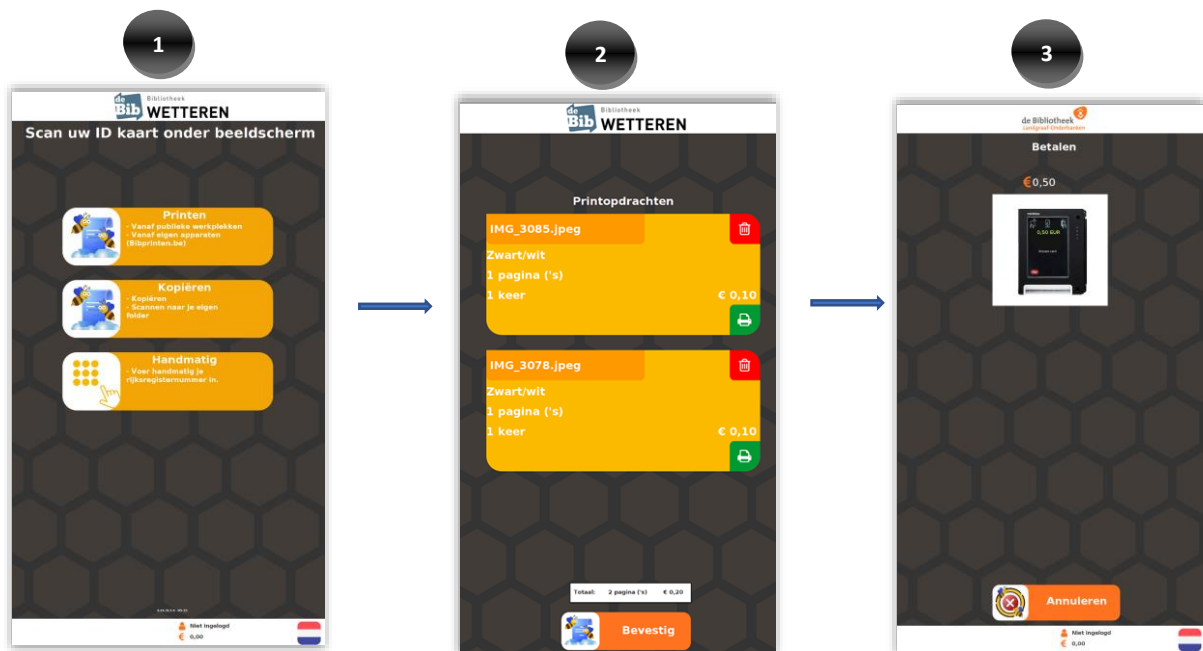 1
de Bib
Bibliotheek
WETTEREN
Scan uw ID kaart onder beeldscherm
Printen
- Vanaf publieke werkplekken
- Vanaf eigen apparaten
(Bibprinten.be)
Kopiëren
- Kopiëren
- Scannen naar je eigen
folder
Handmatig
- Voer handmatig je
rijksregisternummer in.
Niet ingelogd
€ 0,00
2
de Bib
Bibliotheek
WETTEREN
Printopdrachten
IMG_3085.jpeg
Zwart/wit
1 pagina ('s)
1 keer € 0,10
IMG_3078.jpeg
Zwart/wit
1 pagina ('s)
1 keer € 0,10
Totaal: 2 pagina ('s) € 0,20
Bevestig
3
de Bibliotheek
Landgraaf-Onderbanken
Betalen
€0,50
0,50 EUR
Annuleren
Niet ingelogd
€ 0,00